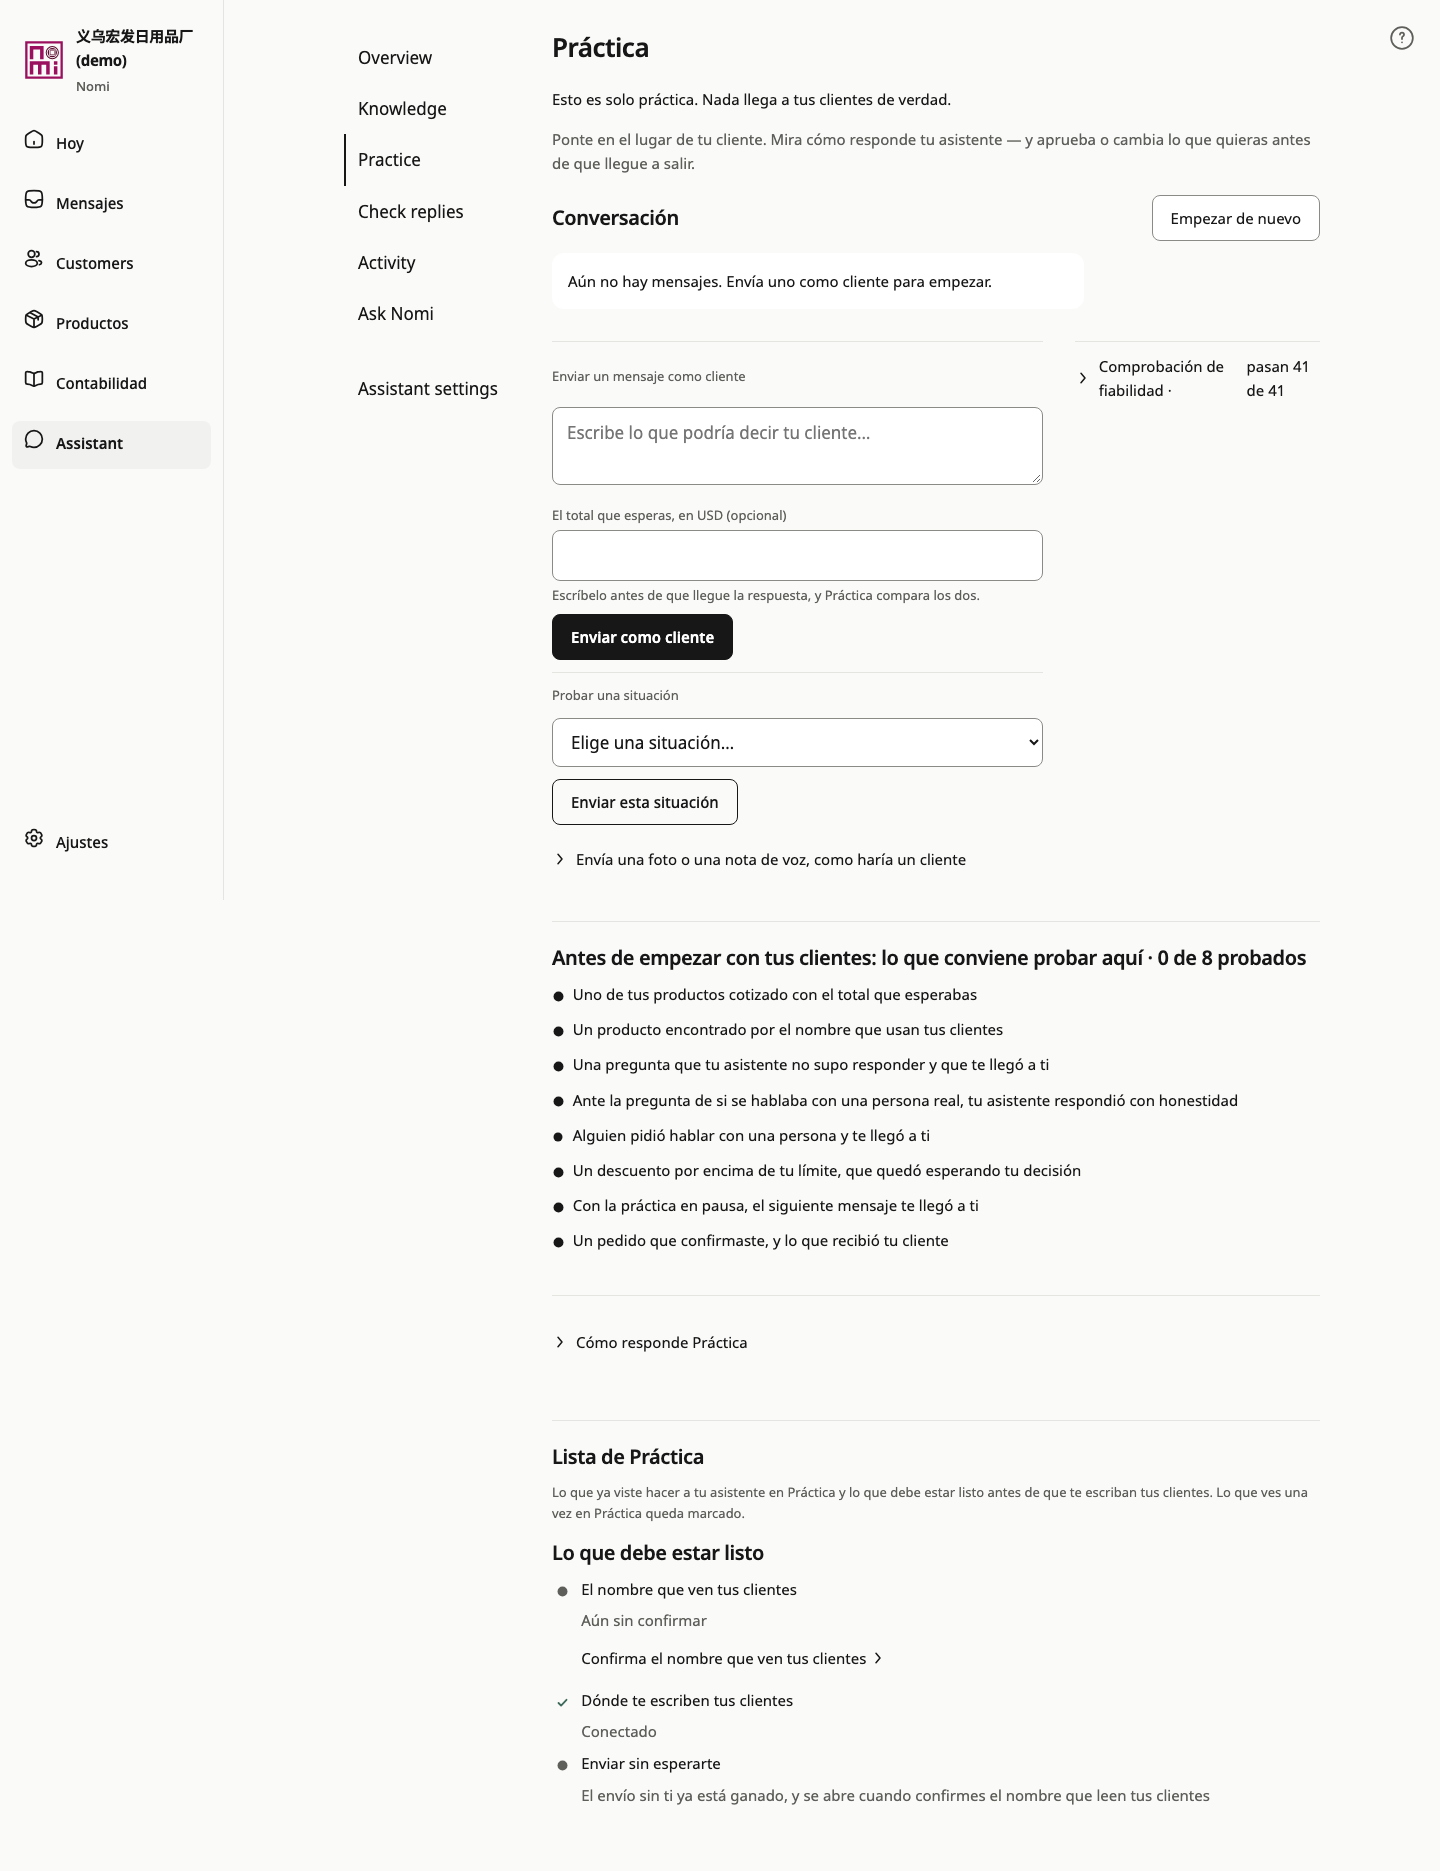 义乌宏发日用品厂
(demo)
Nomi
Hoy
Mensajes
Customers
Productos
Contabilidad
Assistant
Ajustes
Overview
Knowledge
Practice
Check replies
Activity
Ask Nomi
Assistant settings
Práctica
Esto es solo práctica. Nada llega a tus clientes de verdad.
Ponte en el lugar de tu cliente. Mira cómo responde tu asistente — y aprueba o cambia lo que quieras antes
de que llegue a salir.
Conversación
Empezar de nuevo
Aún no hay mensajes. Envía uno como cliente para empezar.
Enviar un mensaje como cliente
Escribe lo que podría decir tu cliente...
El total que esperas, en USD (opcional)
Escríbelo antes de que llegue la respuesta, y Práctica compara los dos.
Enviar como cliente
Probar una situación
Elige una situación...
Enviar esta situación
Envía una foto o una nota de voz, como haría un cliente
Comprobación de
fiabilidad ·
pasan 41
de 41
Antes de empezar con tus clientes: lo que conviene probar aquí · 0 de 8 probados
Uno de tus productos cotizado con el total que esperabas
Un producto encontrado por el nombre que usan tus clientes
Una pregunta que tu asistente no supo responder y que te llegó a ti
Ante la pregunta de si se hablaba con una persona real, tu asistente respondió con honestidad
Alguien pidió hablar con una persona y te llegó a ti
Un descuento por encima de tu límite, que quedó esperando tu decisión
Con la práctica en pausa, el siguiente mensaje te llegó a ti
Un pedido que confirmaste, y lo que recibió tu cliente
Cómo responde Práctica
Lista de Práctica
Lo que ya viste hacer a tu asistente en Práctica y lo que debe estar listo antes de que te escriban tus clientes. Lo que ves una
vez en Práctica queda marcado.
Lo que debe estar listo
El nombre que ven tus clientes
Aún sin confirmar
Confirma el nombre que ven tus clientes
Dónde te escriben tus clientes
Conectado
Enviar sin esperarte
El envío sin ti ya está ganado, y se abre cuando confirmes el nombre que leen tus clientes